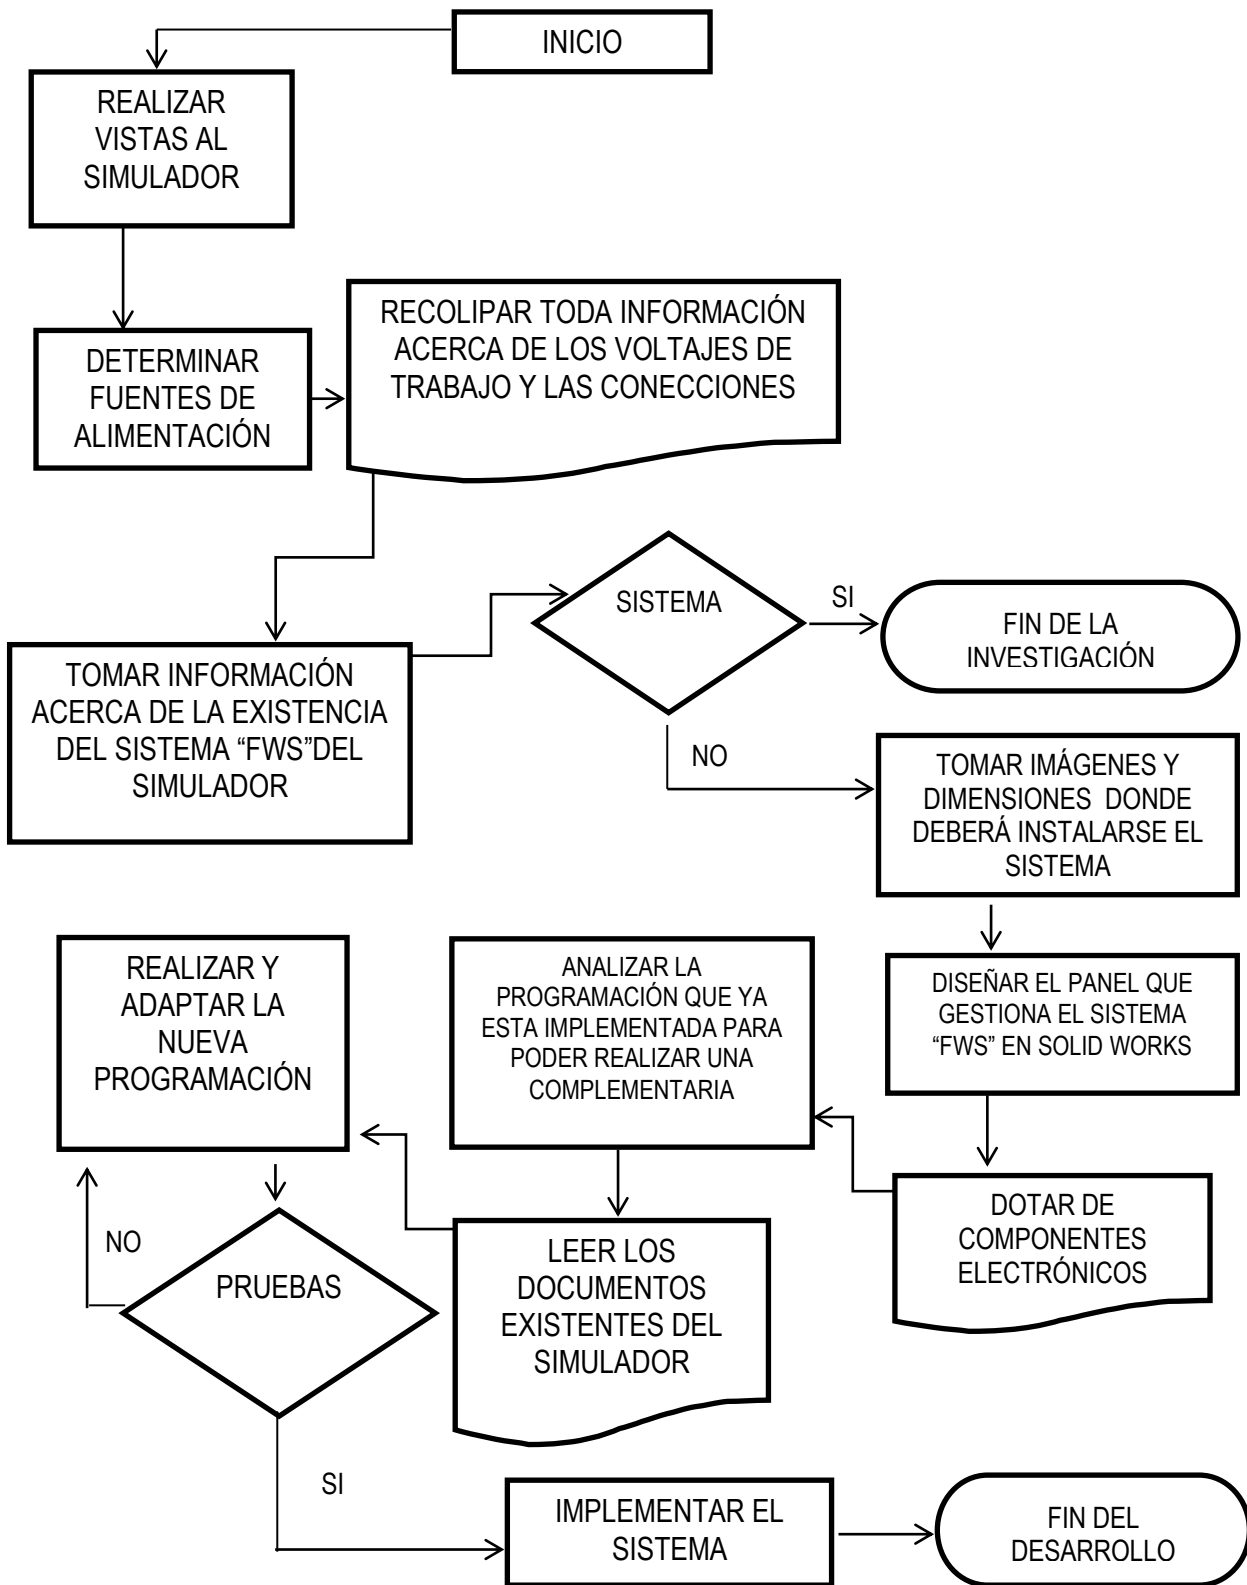 INICIO
REALIZAR
VISTAS AL
SIMULADOR
RECOLIPAR TODA INFORMACIÓN
ACERCA DE LOS VOLTAJES DE
TRABAJO Y LAS CONECCIONES
DETERMINAR
FUENTES DE
ALIMENTACIÓN
SISTEMA
SI
FIN DE LA
INVESTIGACIÓN
TOMAR INFORMACIÓN
ACERCA DE LA EXISTENCIA
DEL SISTEMA “FWS”DEL
SIMULADOR
NO
TOMAR IMÁGENES Y
DIMENSIONES DONDE
DEBERÁ INSTALARSE EL
SISTEMA
REALIZAR Y
ADAPTAR LA
NUEVA
PROGRAMACIÓN
ANALIZAR LA
PROGRAMACIÓN QUE YA
ESTA IMPLEMENTADA PARA
PODER REALIZAR UNA
COMPLEMENTARIA
DISEÑAR EL PANEL QUE
GESTIONA EL SISTEMA
“FWS” EN SOLID WORKS
NO
PRUEBAS
LEER LOS
DOCUMENTOS
EXISTENTES DEL
SIMULADOR
DOTAR DE
COMPONENTES
ELECTRÓNICOS
SI
IMPLEMENTAR EL
SISTEMA
FIN DEL
DESARROLLO